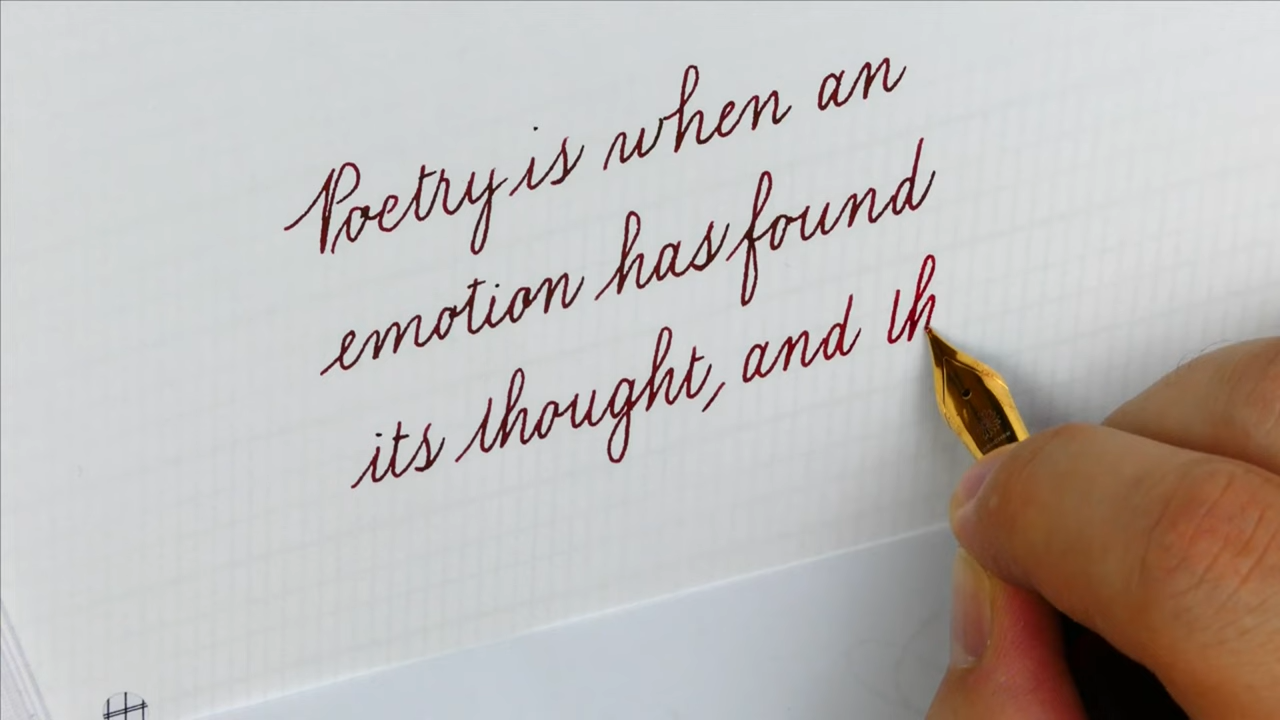 Poetry is when an
emotion has found
its thought, and th